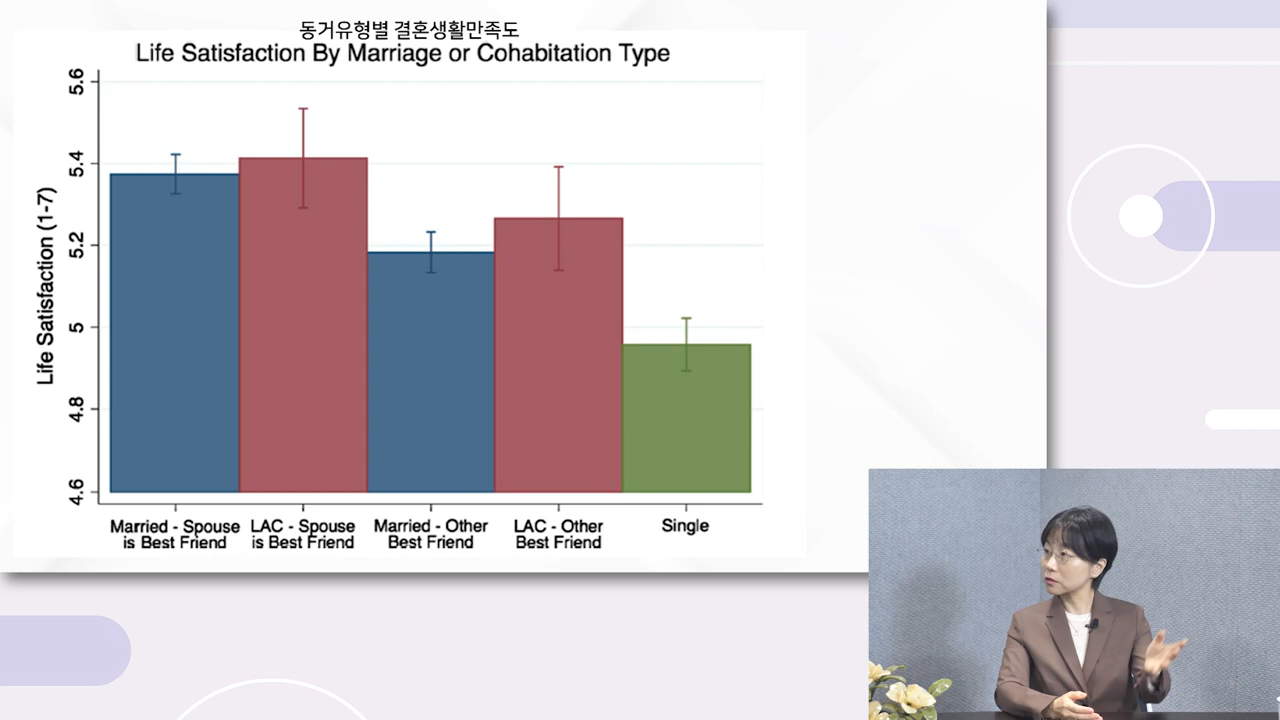 동거유형별 결혼생활만족도
Life Satisfaction By Marriage or Cohabitation Type
Life Satisfaction (1-7)
5.6
5.4
5.2
5
4.8
4.6
Married - Spouse
is Best Friend
LAC - Spouse
is Best Friend
Married - Other
Best Friend
LAC - Other
Best Friend
Single